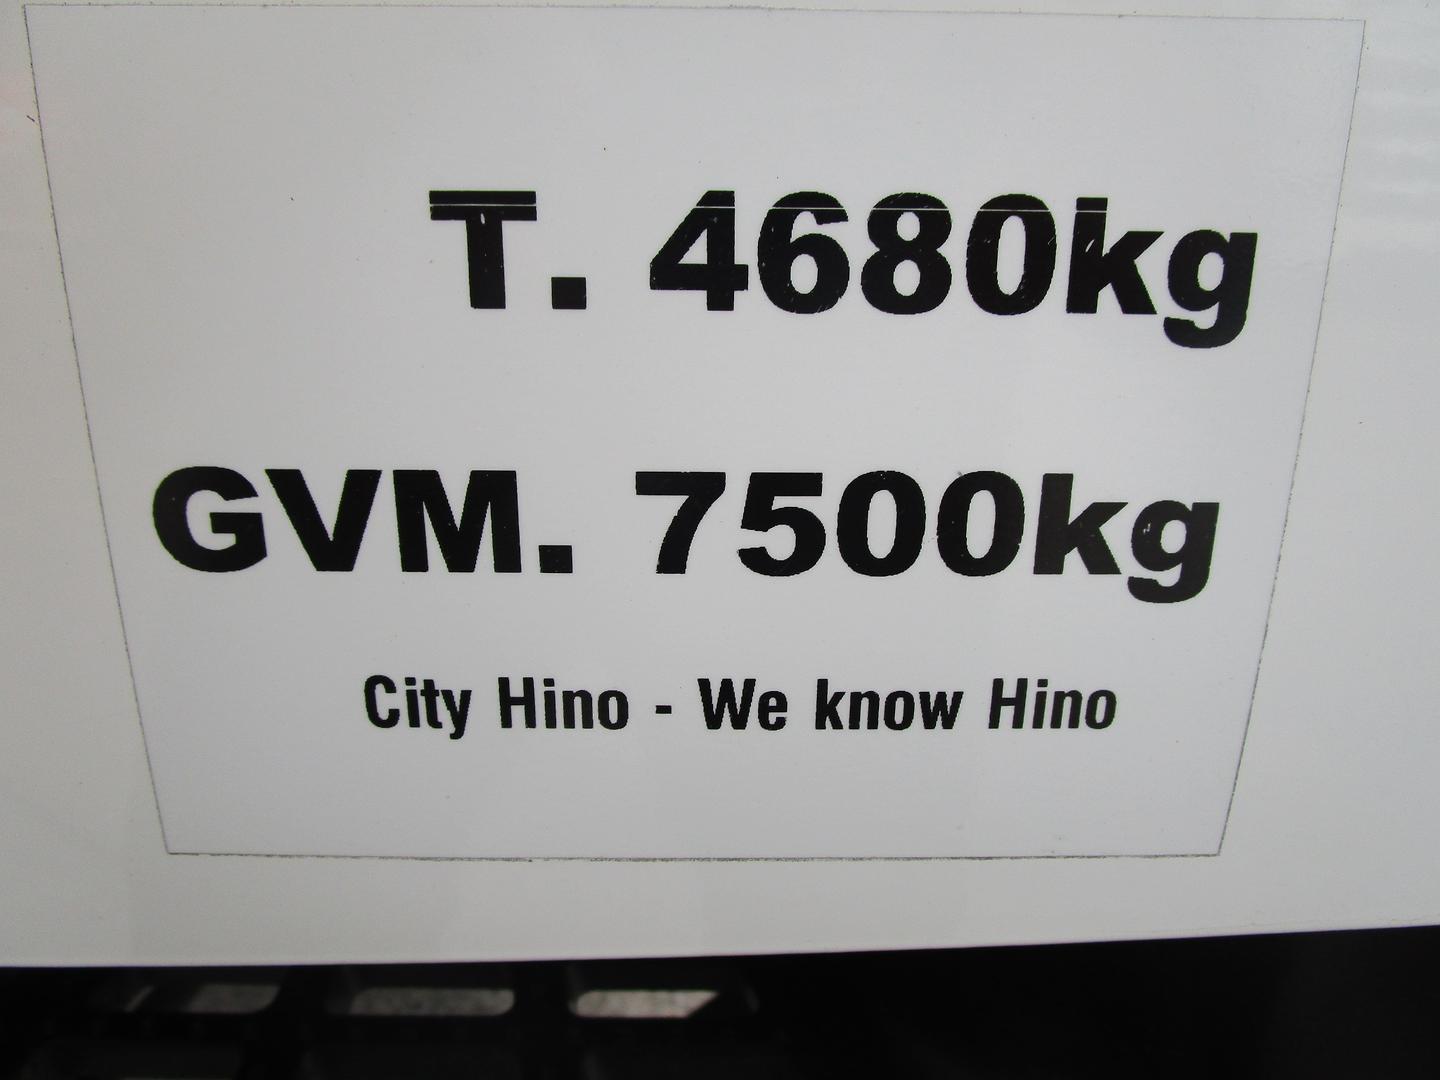 T. 4680kg
GVM. 7500kg
City Hino - We know Hino